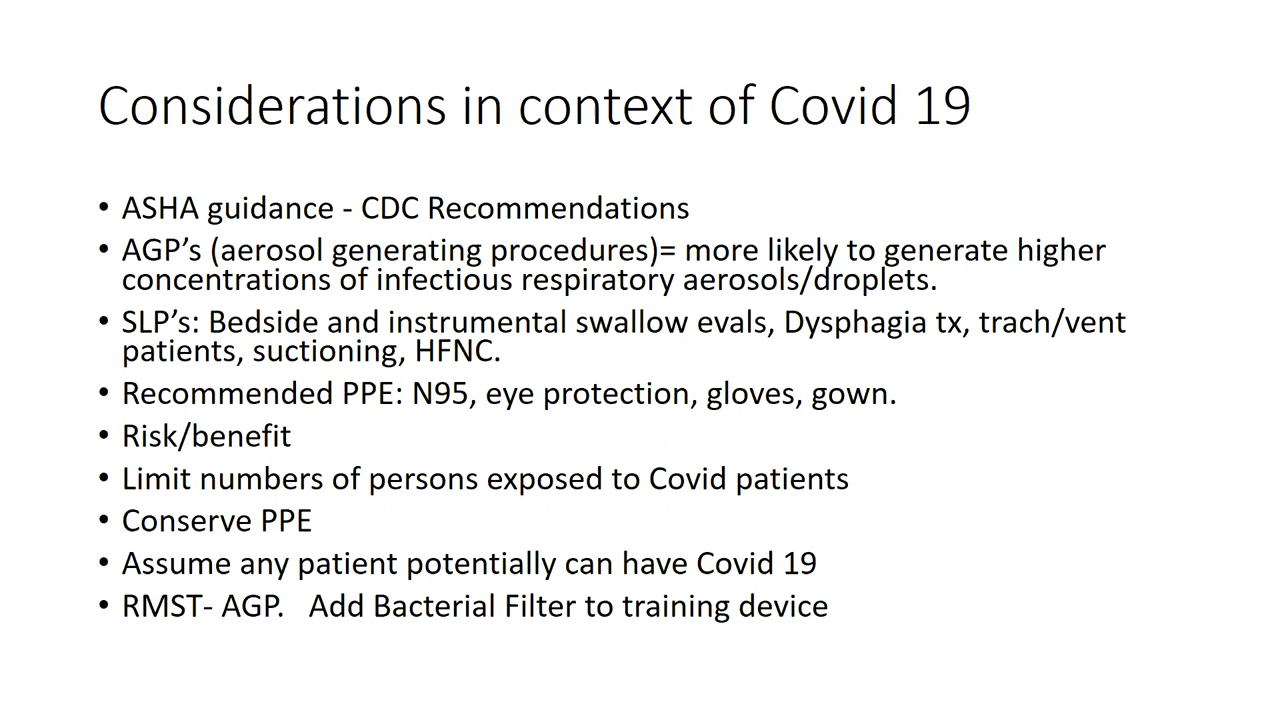 Considerations in context of Covid 19
• ASHA guidance - CDC Recommendations
• AGP's (aerosol generating procedures)= more likely to generate higher
concentrations of infectious respiratory aerosols/droplets.
• SLP's: Bedside and instrumental swallow evals, Dysphagia tx, trach/vent
patients, suctioning, HFNC.
• Recommended PPE: N95, eye protection, gloves, gown.
• Risk/benefit
• Limit numbers of persons exposed to Covid patients
• Conserve PPE
• Assume any patient potentially can have Covid 19
• RMST- AGP.   Add Bacterial Filter to training device